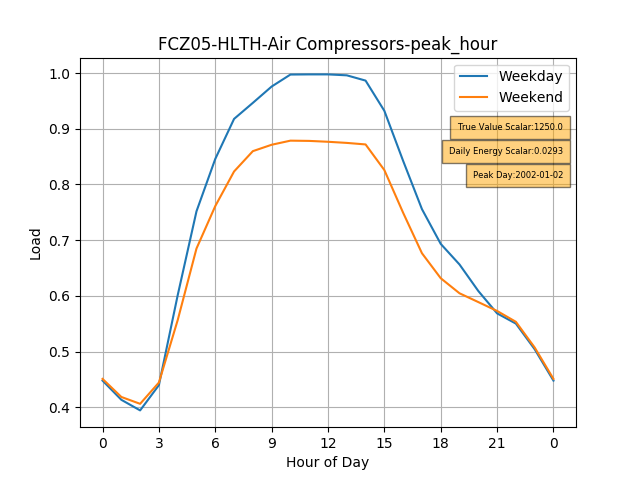 FCZ05-HLTH-Air Compressors-peak_hour
Weekday
Weekend
True Value Scalar:1250.0
Daily Energy Scalar:0.0293
Peak Day:2002-01-02
Load
1.0
0.9
0.8
0.7
0.6
0.5
0.4
0 3 6 9 12 15 18 21 0
Hour of Day